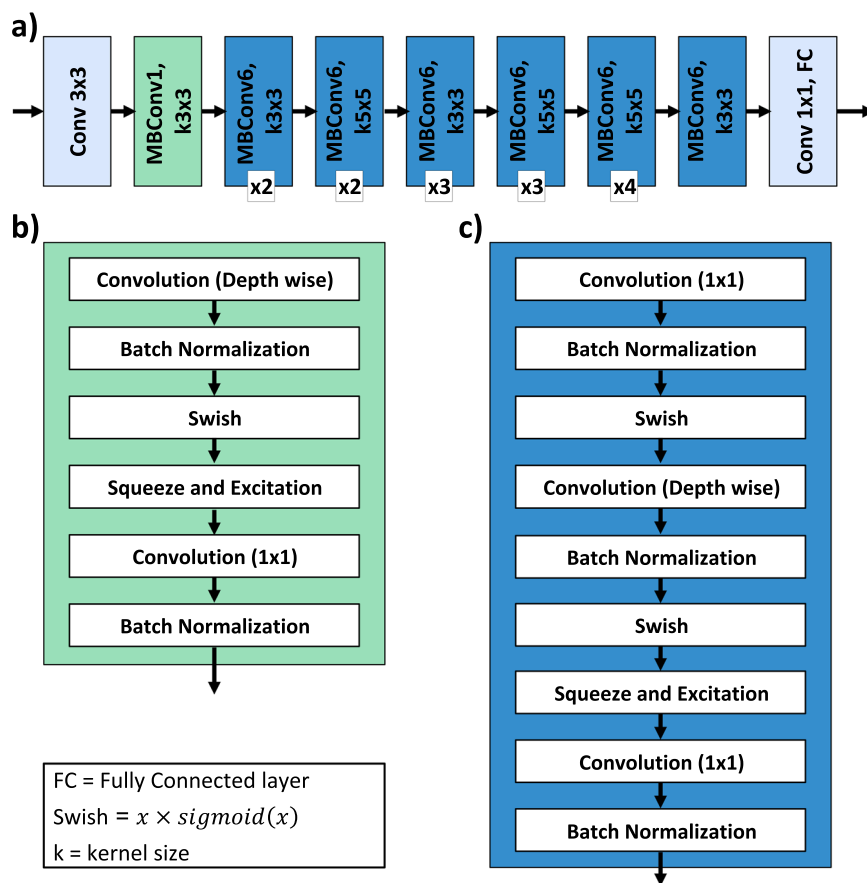 a)
Conv 3x3
MBConv1,
k3x3
MBConv6,
k3x3
x2
MBConv6,
k5x5
x2
MBConv6,
k3x3
x3
MBConv6,
k5x5
x3
MBConv6,
k5x5
x4
MBConv6,
k3x3
Conv 1x1, FC
b)
Convolution (Depth wise)
Batch Normalization
Swish
Squeeze and Excitation
Convolution (1x1)
Batch Normalization
FC = Fully Connected layer
Swish = x × sigmoid(x)
k = kernel size
c)
Convolution (1x1)
Batch Normalization
Swish
Convolution (Depth wise)
Batch Normalization
Swish
Squeeze and Excitation
Convolution (1x1)
Batch Normalization